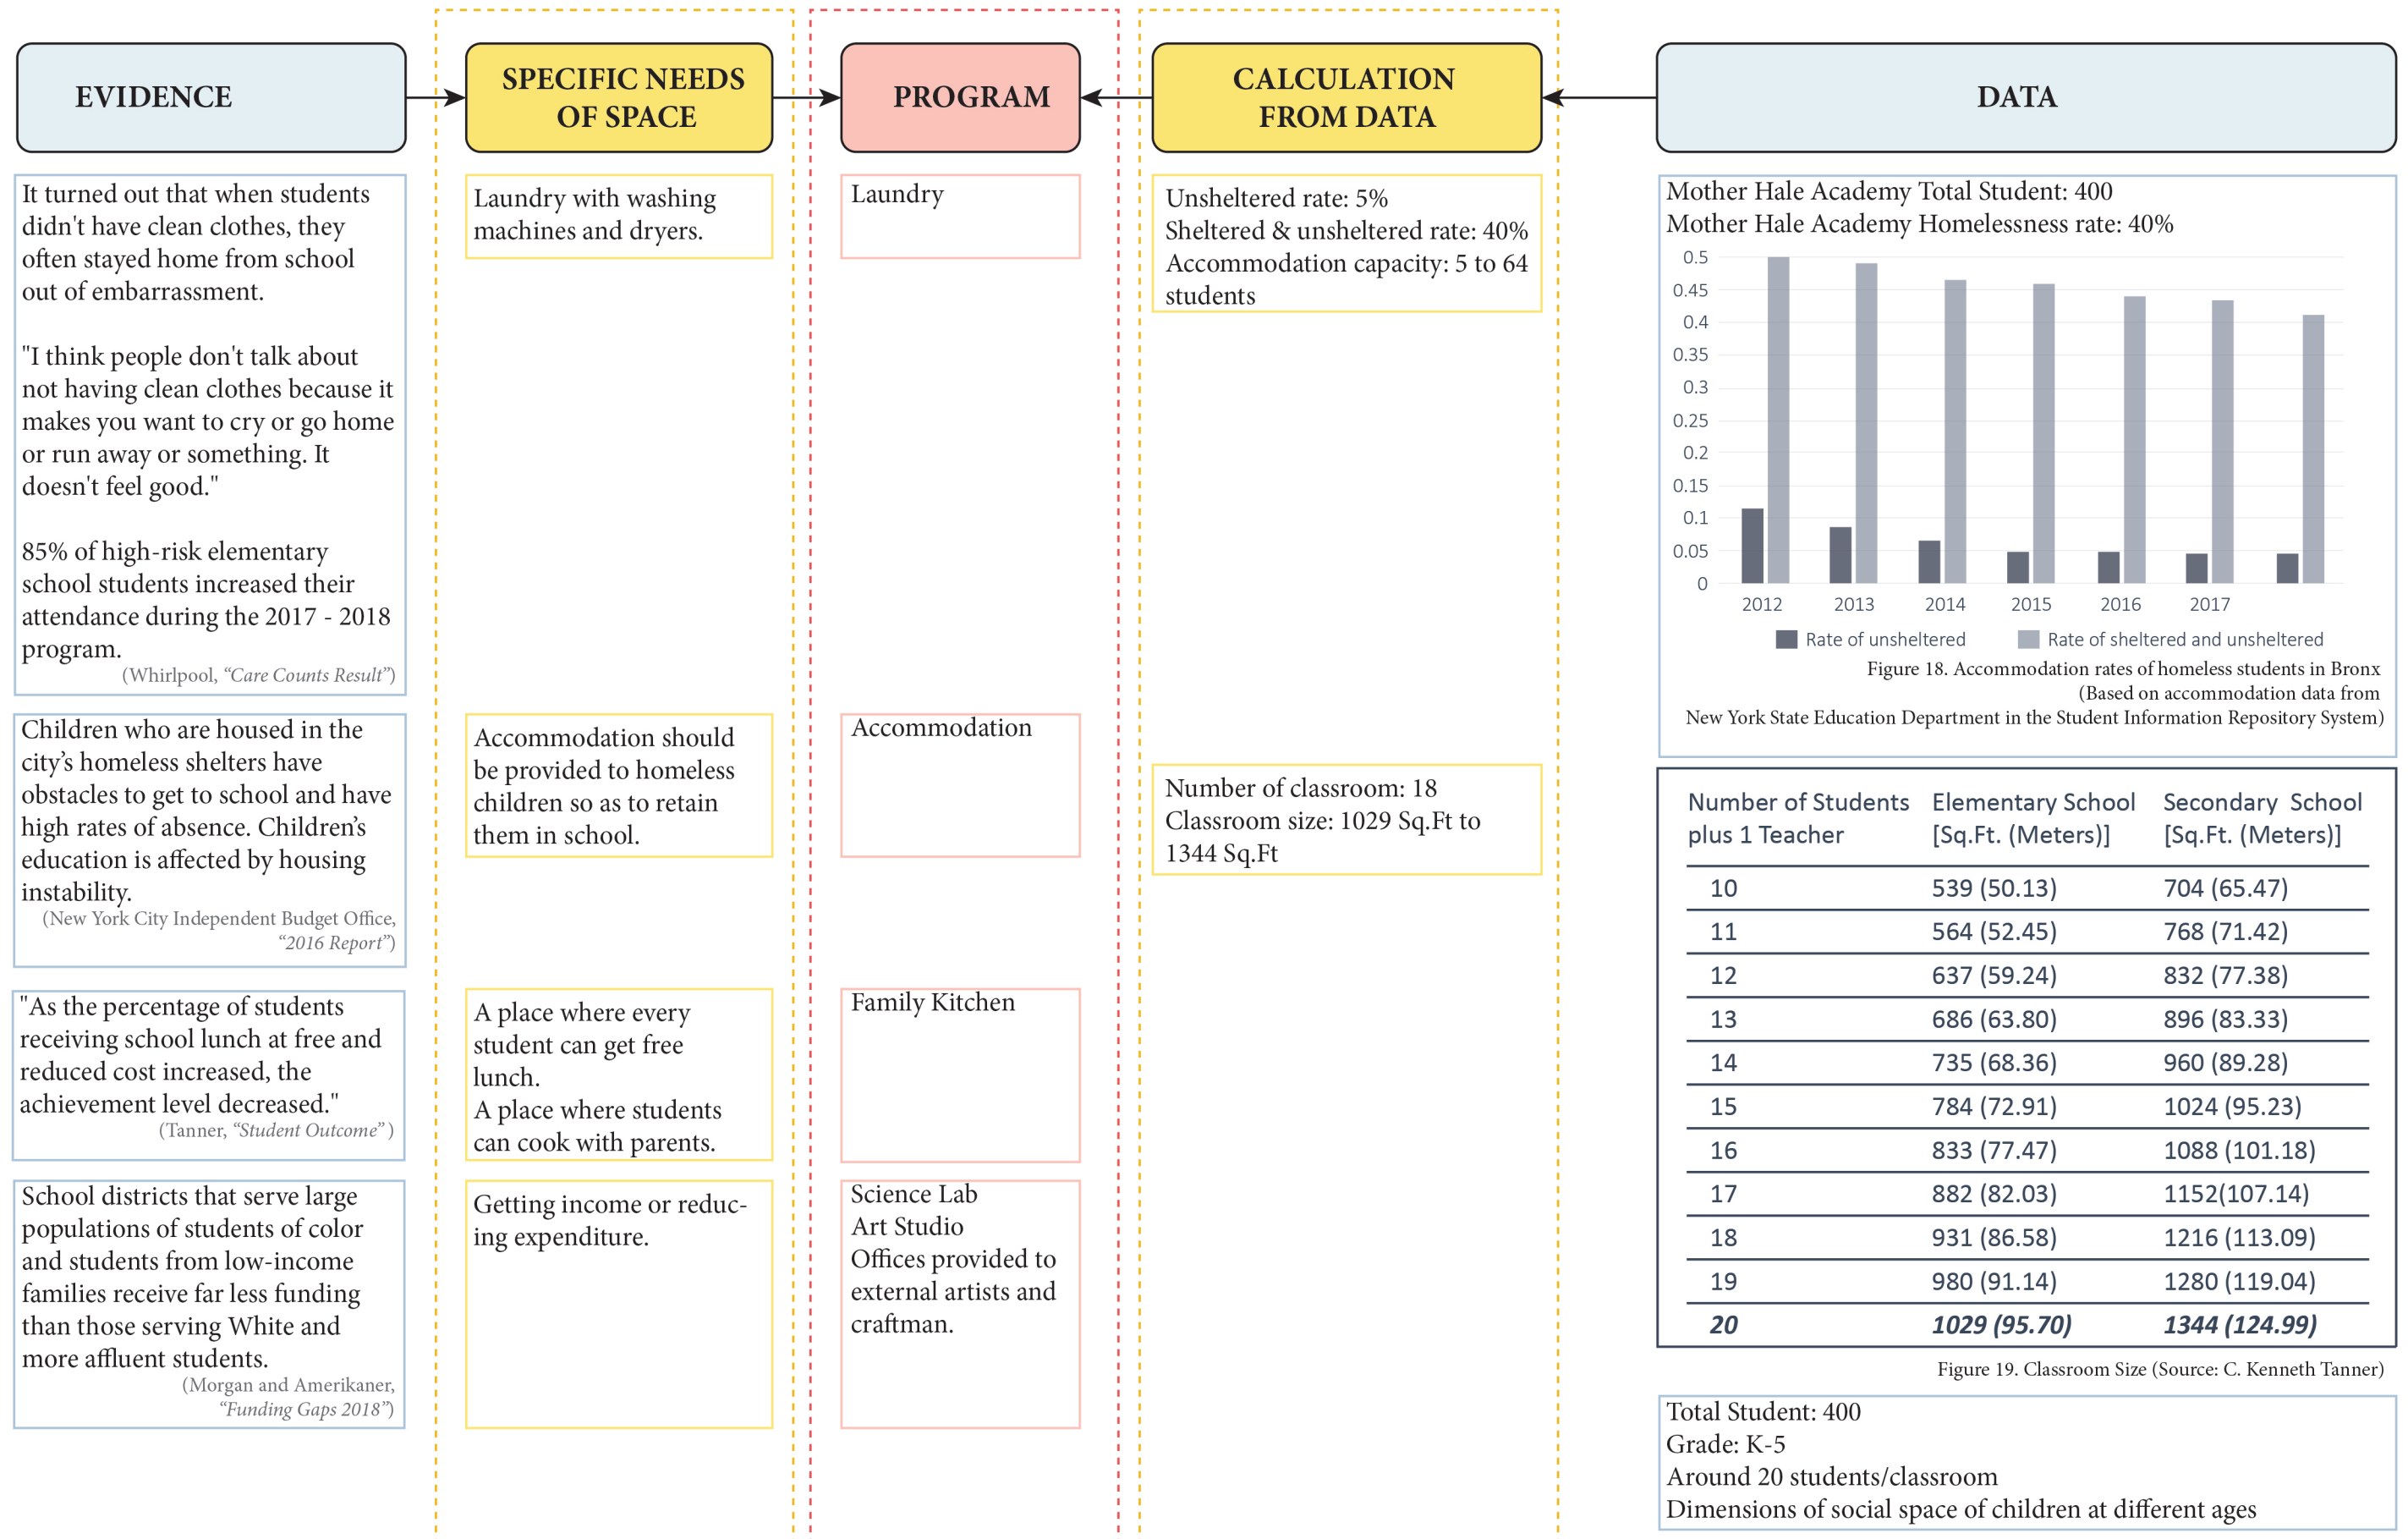 EVIDENCE
SPECIFIC NEEDS
OF SPACE
PROGRAM
CALCULATION
FROM DATA
DATA
It turned out that when students
didn't have clean clothes, they
often stayed home from school
out of embarrassment.
"I think people don't talk about
not having clean clothes because it
makes you want to cry or go home
or run away or something. It
doesn't feel good."
85% of high-risk elementary
school students increased their
attendance during the 2017 - 2018
program.
(Whirlpool, “Care Counts Result”)
Laundry with washing
machines and dryers.
Laundry
Unsheltered rate: 5%
Sheltered & unsheltered rate: 40%
Accommodation capacity: 5 to 64
students
Mother Hale Academy Total Student: 400
Mother Hale Academy Homelessness rate: 40%
0.5
0.45
0.4
0.35
0.3
0.25
0.2
0.15
0.1
0.05
0
2012 2013 2014 2015 2016 2017
Rate of unsheltered Rate of sheltered and unsheltered
Figure 18. Accommodation rates of homeless students in Bronx
(Based on accommodation data from
New York State Education Department in the Student Information Repository System)
Children who are housed in the
city’s homeless shelters have
obstacles to get to school and have
high rates of absence. Children’s
education is affected by housing
instability.
(New York City Independent Budget Office,
“2016 Report”)
Accommodation should
be provided to homeless
children so as to retain
them in school.
Accommodation
Number of classroom: 18
Classroom size: 1029 Sq.Ft to
1344 Sq.Ft
Number of Students Elementary School Secondary School
plus 1 Teacher [Sq.Ft. (Meters)] [Sq.Ft. (Meters)]
10 539 (50.13) 704 (65.47)
11 564 (52.45) 768 (71.42)
12 637 (59.24) 832 (77.38)
13 686 (63.80) 896 (83.33)
14 735 (68.36) 960 (89.28)
15 784 (72.91) 1024 (95.23)
16 833 (77.47) 1088 (101.18)
17 882 (82.03) 1152(107.14)
18 931 (86.58) 1216 (113.09)
19 980 (91.14) 1280 (119.04)
20 1029 (95.70) 1344 (124.99)
Figure 19. Classroom Size (Source: C. Kenneth Tanner)
"As the percentage of students
receiving school lunch at free and
reduced cost increased, the
achievement level decreased."
(Tanner, “Student Outcome” )
A place where every
student can get free
lunch.
A place where students
can cook with parents.
Family Kitchen
School districts that serve large
populations of students of color
and students from low-income
families receive far less funding
than those serving White and
more affluent students.
(Morgan and Amerikaner,
“Funding Gaps 2018”)
Getting income or reduc-
ing expenditure.
Science Lab
Art Studio
Offices provided to
external artists and
craftman.
Total Student: 400
Grade: K-5
Around 20 students/classroom
Dimensions of social space of children at different ages